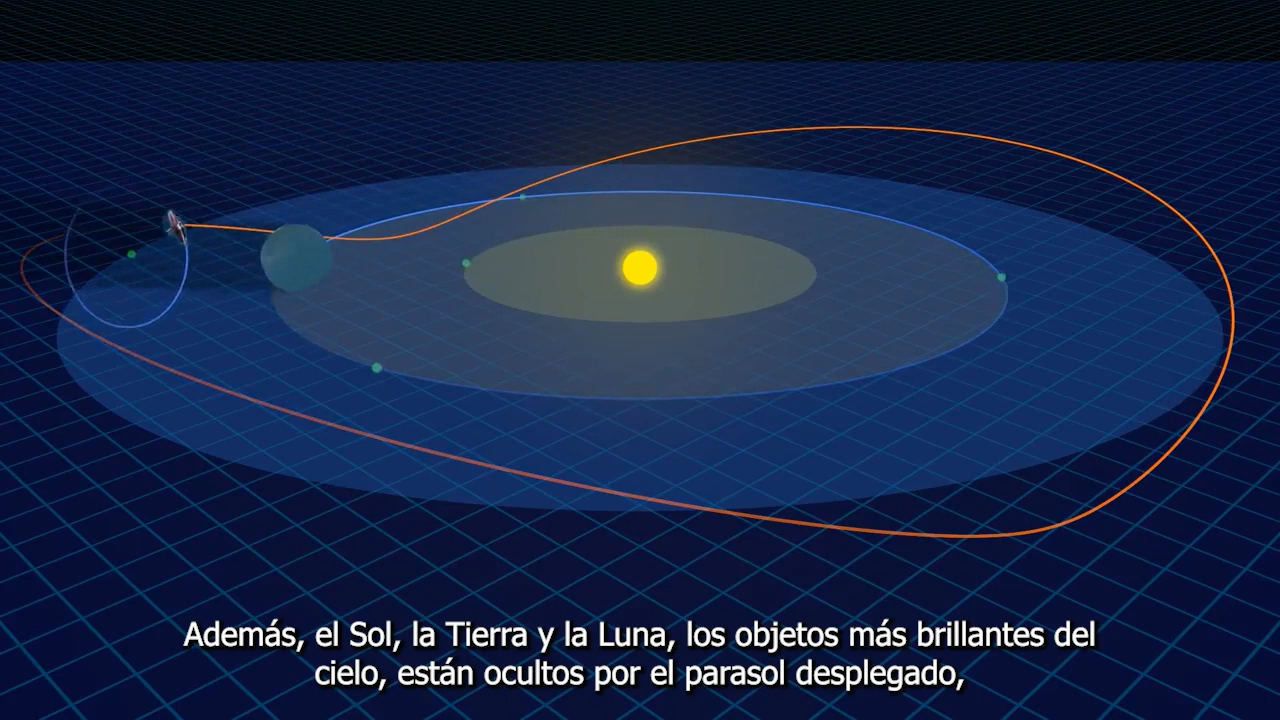 Además, el Sol, la Tierra y la Luna, los objetos más brillantes del
cielo, están ocultos por el parasol desplegado,